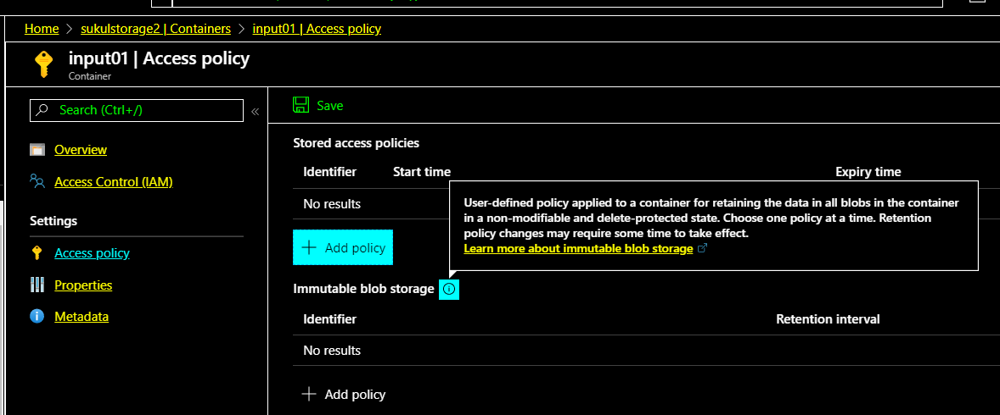 Home > sukulstorage2 | Containers > input01 | Access policy
input01 | Access policy
Container
Search (Ctrl+/)
«
Overview
Access Control (IAM)
Settings
Access policy
Properties
Metadata
Save
Stored access policies
Identifier Start time Expiry time
No results
+ Add policy
User-defined policy applied to a container for retaining the data in all blobs in the container
in a non-modifiable and delete-protected state. Choose one policy at a time. Retention
policy changes may require some time to take effect.
Learn more about immutable blob storage
Immutable blob storage
Identifier Retention interval
No results
+ Add policy